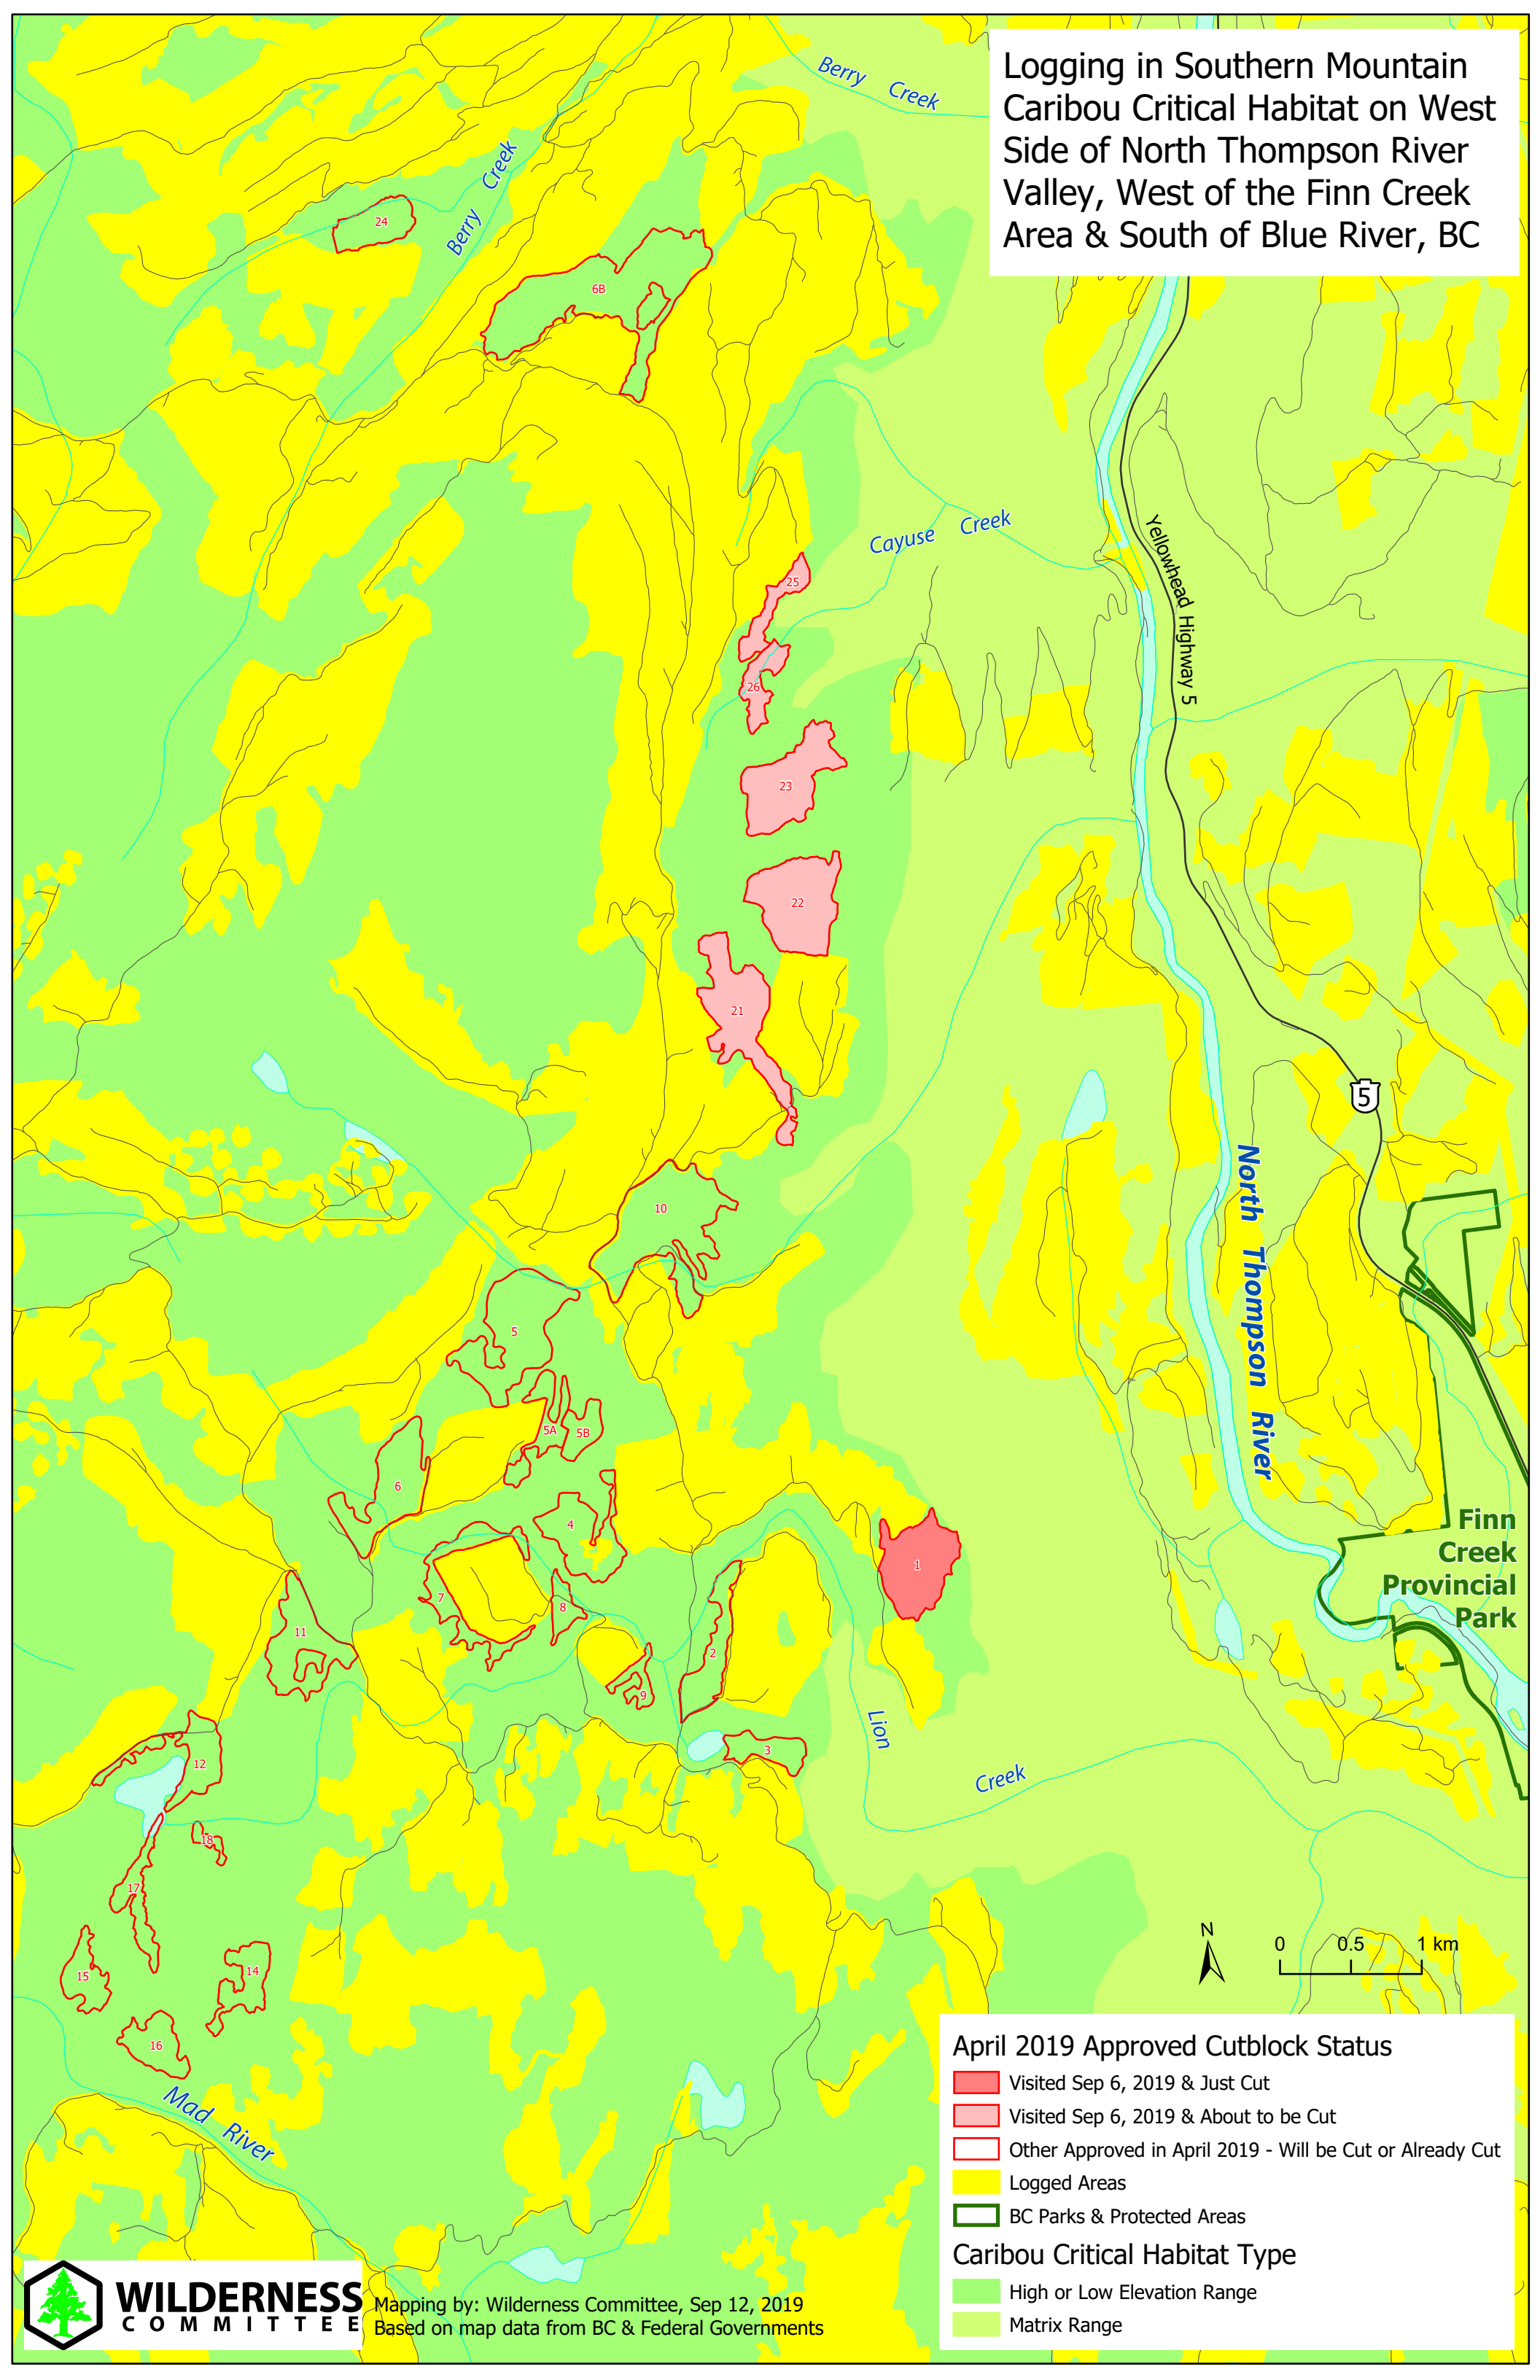 Logging in Southern Mountain
Caribou Critical Habitat on West
Side of North Thompson River
Valley, West of the Finn Creek
Area & South of Blue River, BC
Berry Creek
Berry Creek
24
6B
Cayuse Creek
Yellowhead Highway 5
25
26
23
22
21
5
North Thompson River
10
5
5A
5B
6
4
1
Finn
Creek
Provincial
Park
7
8
11
2
9
3
Lion
Creek
12
18
17
15
14
16
Mad River
N
0 0.5 1 km
April 2019 Approved Cutblock Status
Visited Sep 6, 2019 & Just Cut
Visited Sep 6, 2019 & About to be Cut
Other Approved in April 2019 - Will be Cut or Already Cut
Logged Areas
BC Parks & Protected Areas
Caribou Critical Habitat Type
High or Low Elevation Range
Matrix Range
WILDERNESS
COMMITTEE
Mapping by: Wilderness Committee, Sep 12, 2019
Based on map data from BC & Federal Governments